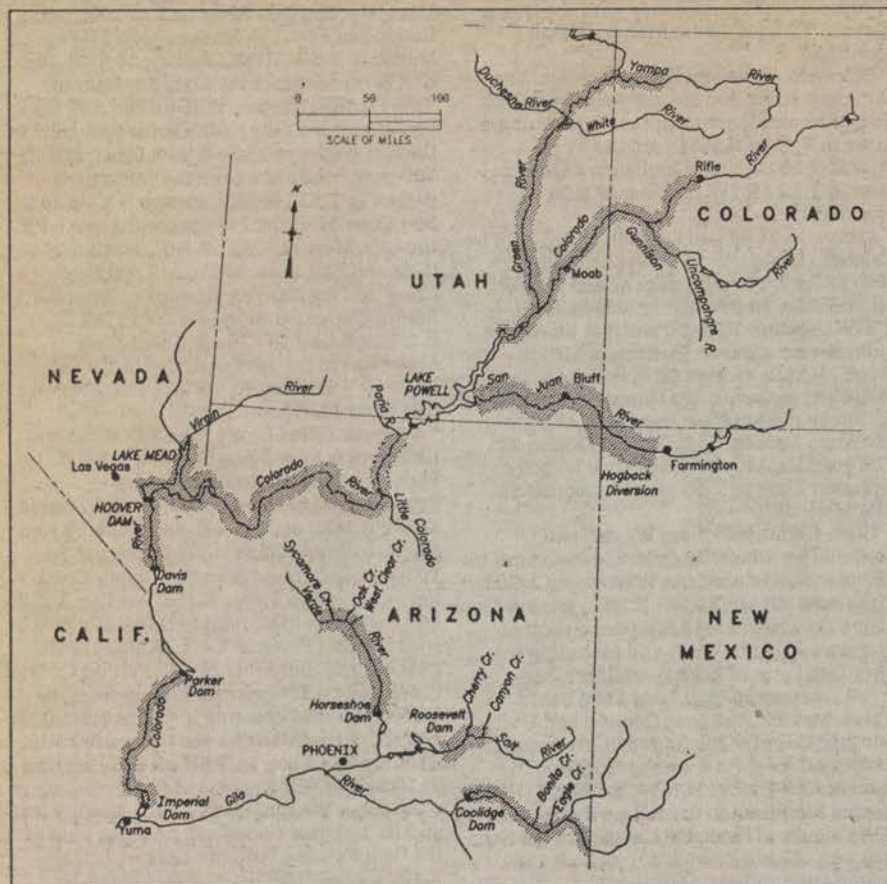 0 50 100
SCALE OF MILES
N
Duchesne River
Yampa River
White River
Green River
Colorado River
Rifle
COLORADO
Gunnison River
Uncompahgre R.
Moab
UTAH
NEVADA
Virgin River
LAKE POWELL
San Juan River
Bluff
Paria R.
LAKE MEAD
Las Vegas
Colorado River
Farmington
Hogback
Diversion
HOOVER
DAM
River
Little
Colorado
Davis
Dam
Sycamore Cr.
Verde River
Oak Cr.
West Clear Cr.
ARIZONA
NEW
MEXICO
CALIF.
Parker
Dam
Colorado
Horseshoe
Dam
Roosevelt
Dam
Cherry Cr.
Canyon Cr.
Salt River
PHOENIX
Bonita Cr.
Eagle Cr.
Imperial
Dam
Gila River
Yuma
Coolidge
Dam